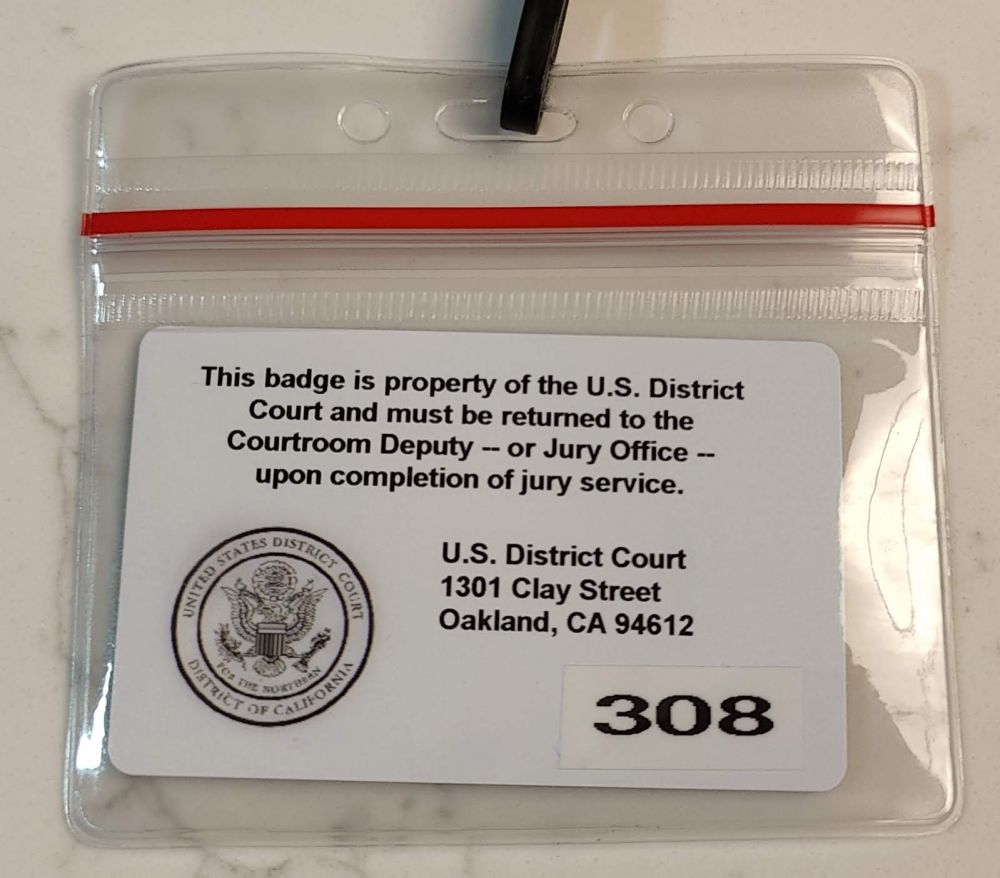 This badge is property of the U.S. District
Court and must be returned to the
Courtroom Deputy -- or Jury Office --
upon completion of jury service.
UNITED STATES DISTRICT COURT
FOR THE NORTHERN
DISTRICT OF CALIFORNIA
U.S. District Court
1301 Clay Street
Oakland, CA 94612
308